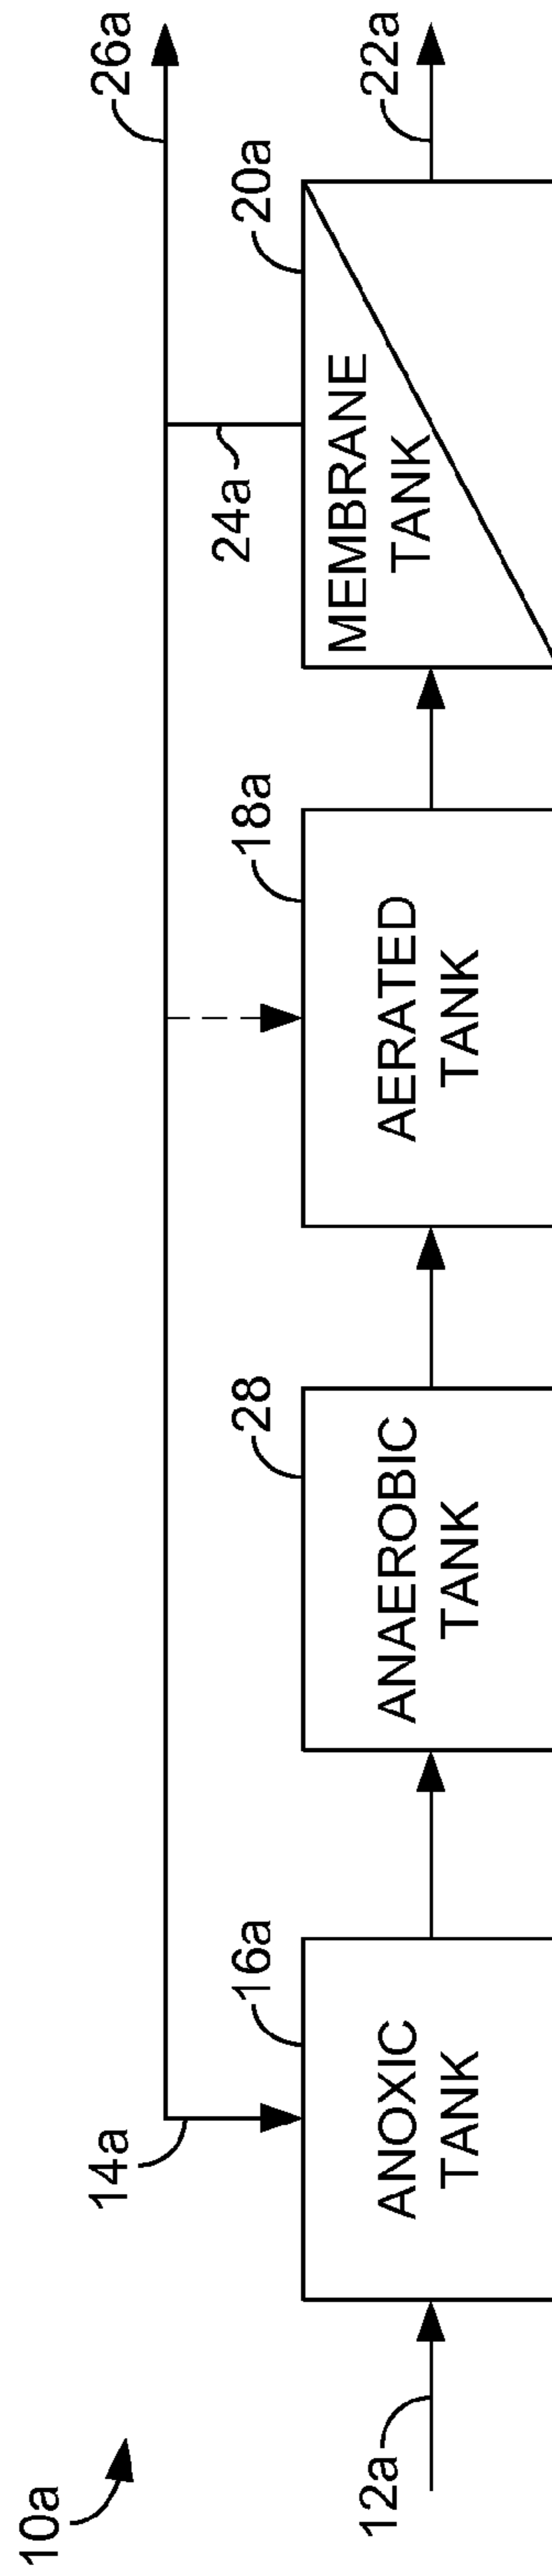 10a
14a
24a
26a
16a
28
18a
20a
12a
ANOXIC
TANK
ANAEROBIC
TANK
AERATED
TANK
MEMBRANE
TANK
22a